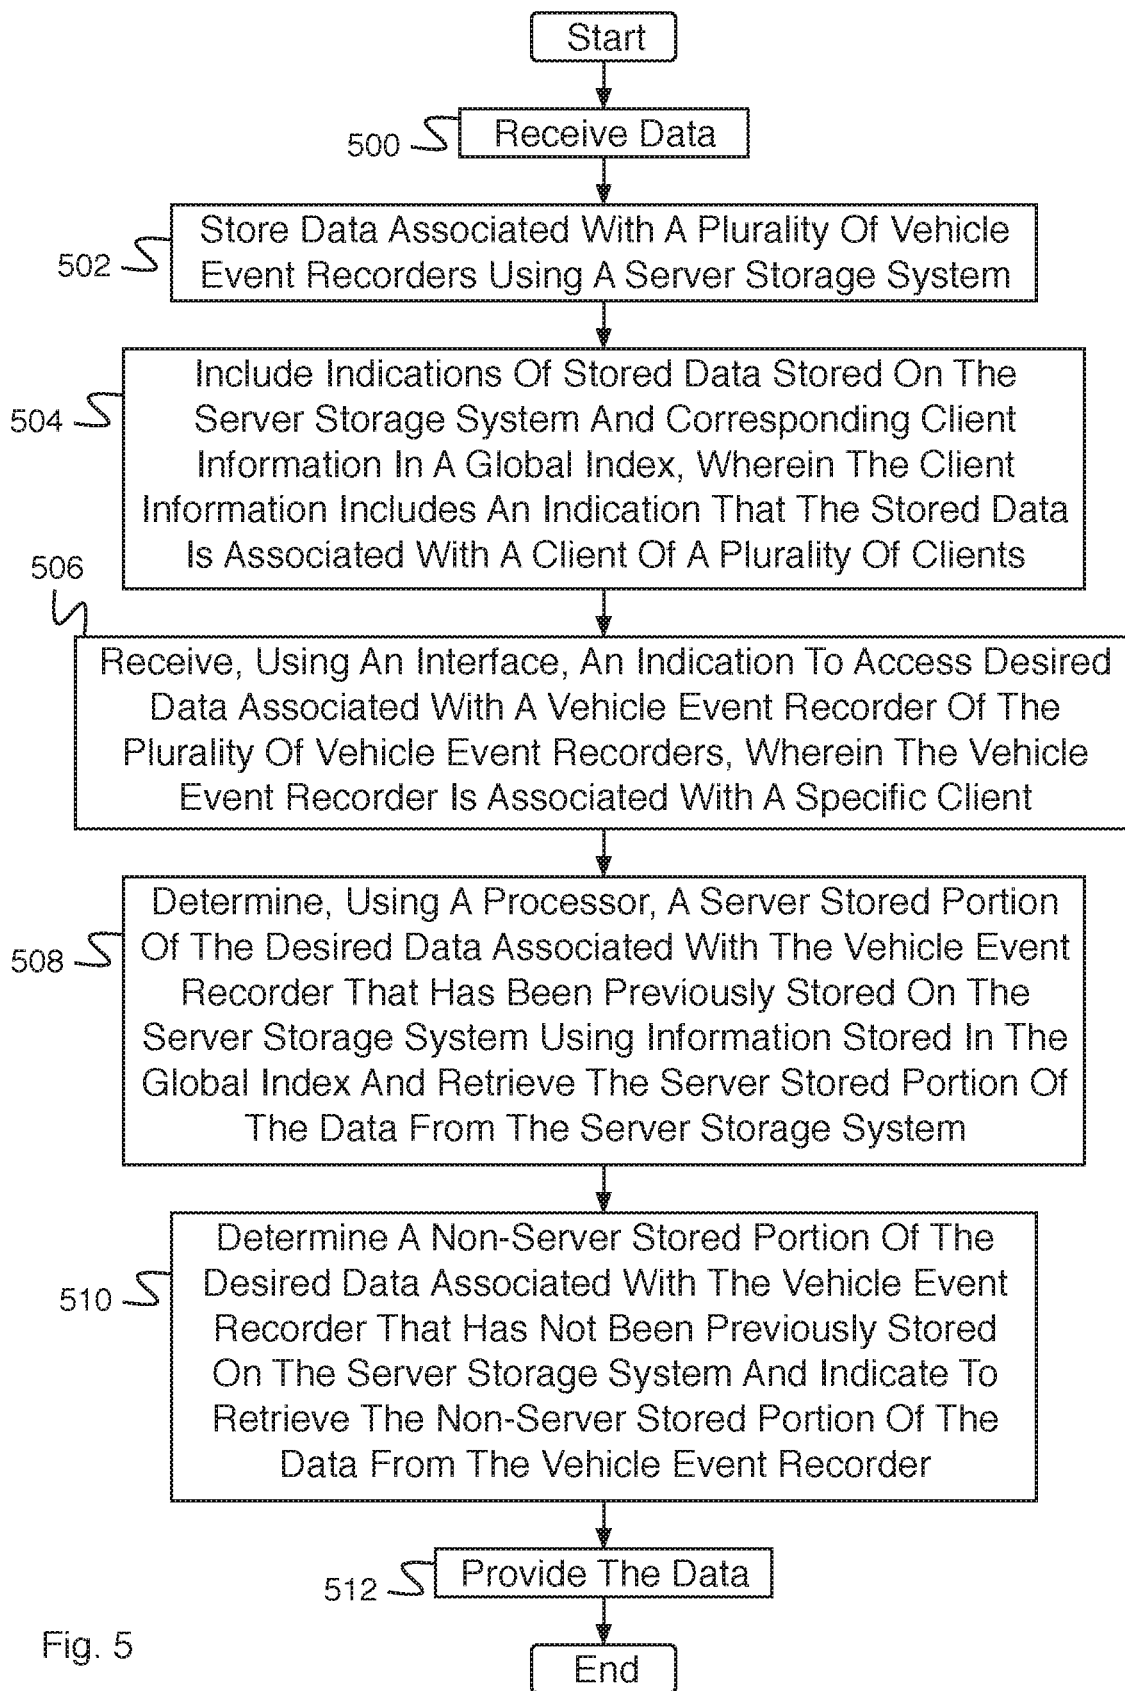 Start
500
Receive Data
502
Store Data Associated With A Plurality Of Vehicle
Event Recorders Using A Server Storage System
504
Include Indications Of Stored Data Stored On The
Server Storage System And Corresponding Client
Information In A Global Index, Wherein The Client
Information Includes An Indication That The Stored Data
Is Associated With A Client Of A Plurality Of Clients
506
Receive, Using An Interface, An Indication To Access Desired
Data Associated With A Vehicle Event Recorder Of The
Plurality Of Vehicle Event Recorders, Wherein The Vehicle
Event Recorder Is Associated With A Specific Client
508
Determine, Using A Processor, A Server Stored Portion
Of The Desired Data Associated With The Vehicle Event
Recorder That Has Been Previously Stored On The
Server Storage System Using Information Stored In The
Global Index And Retrieve The Server Stored Portion Of
The Data From The Server Storage System
510
Determine A Non-Server Stored Portion Of The
Desired Data Associated With The Vehicle Event
Recorder That Has Not Been Previously Stored
On The Server Storage System And Indicate To
Retrieve The Non-Server Stored Portion Of The
Data From The Vehicle Event Recorder
512
Provide The Data
End
Fig. 5